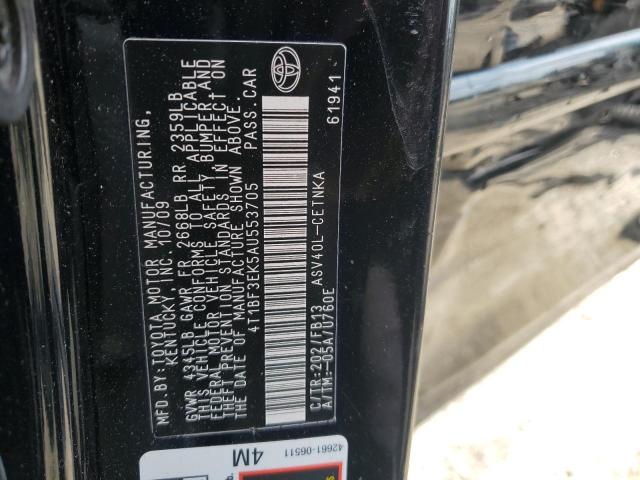 MFD.BY:TOYOTA MOTOR MANUFACTURING,
KENTUCKY, INC. 10/09
GVWR 4345LB GAWR FR 2668LB RR 2359LB
THIS VEHICLE CONFORMS TO ALL APPLICABLE
FEDERAL MOTOR VEHICLE SAFETY BUMPER AND
THEFT PREVENTION STANDARDS IN EFFECT ON
THE DATE OF MANUFACTURE SHOWN ABOVE.
4T1BF3EK5AU553705 PASS.CAR
C/TR:202/FB13 ASV40L-CETNKA
A/TM:-05A/U760E
61941
42661-06511
4M